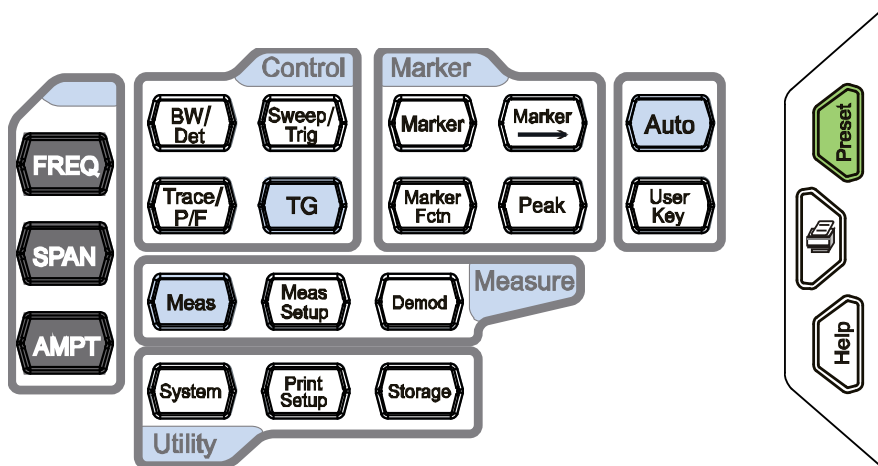 FREQ
SPAN
AMPT
Control
BW/
Det
Sweep/
Trig
Trace/
P/F
TG
Marker
Marker
Marker
Marker
Fctn
Peak
Auto
User
Key
Meas
Meas
Setup
Demod
Measure
System
Print
Setup
Storage
Utility
Preset
Help